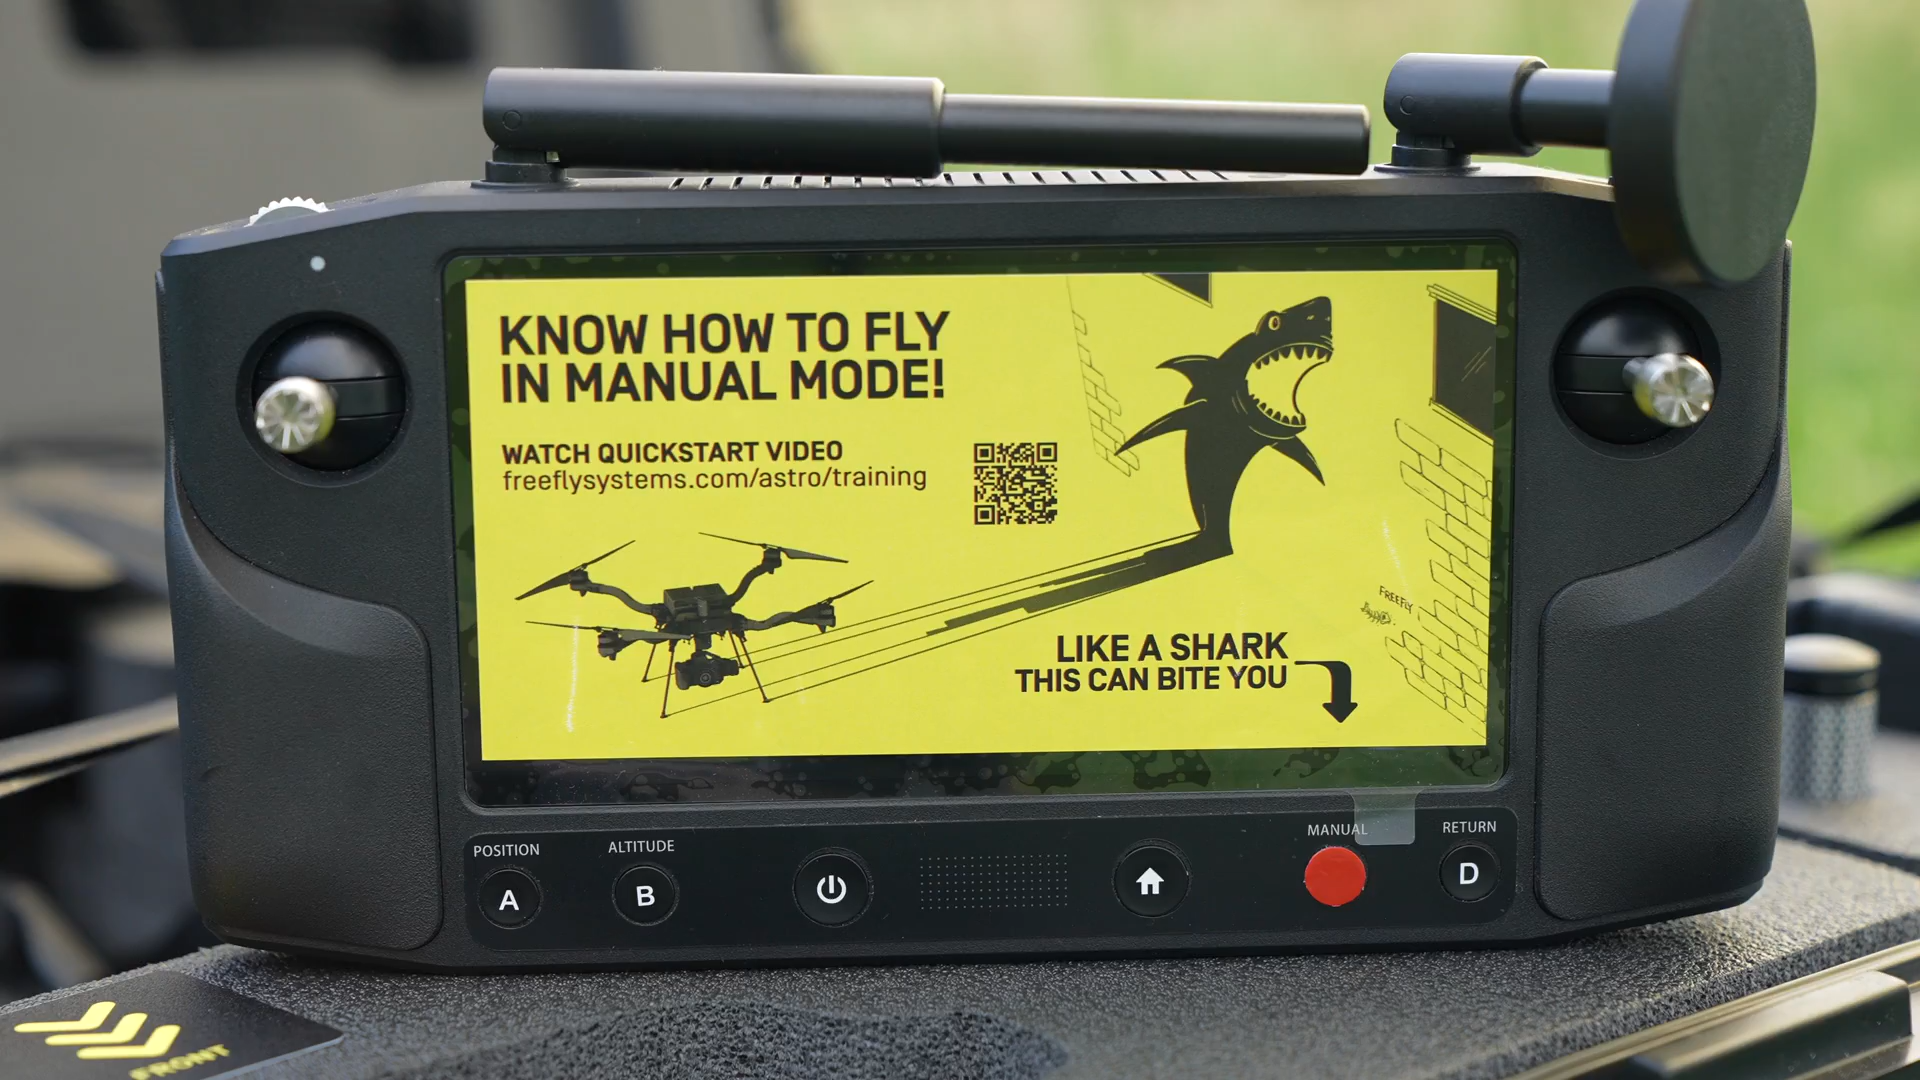 KNOW HOW TO FLY
IN MANUAL MODE!
WATCH QUICKSTART VIDEO
freeflysystems.com/astro/training
FREEFLY
LIKE A SHARK
THIS CAN BITE YOU
POSITION
ALTITUDE
MANUAL
RETURN
A
B
D
FRONT